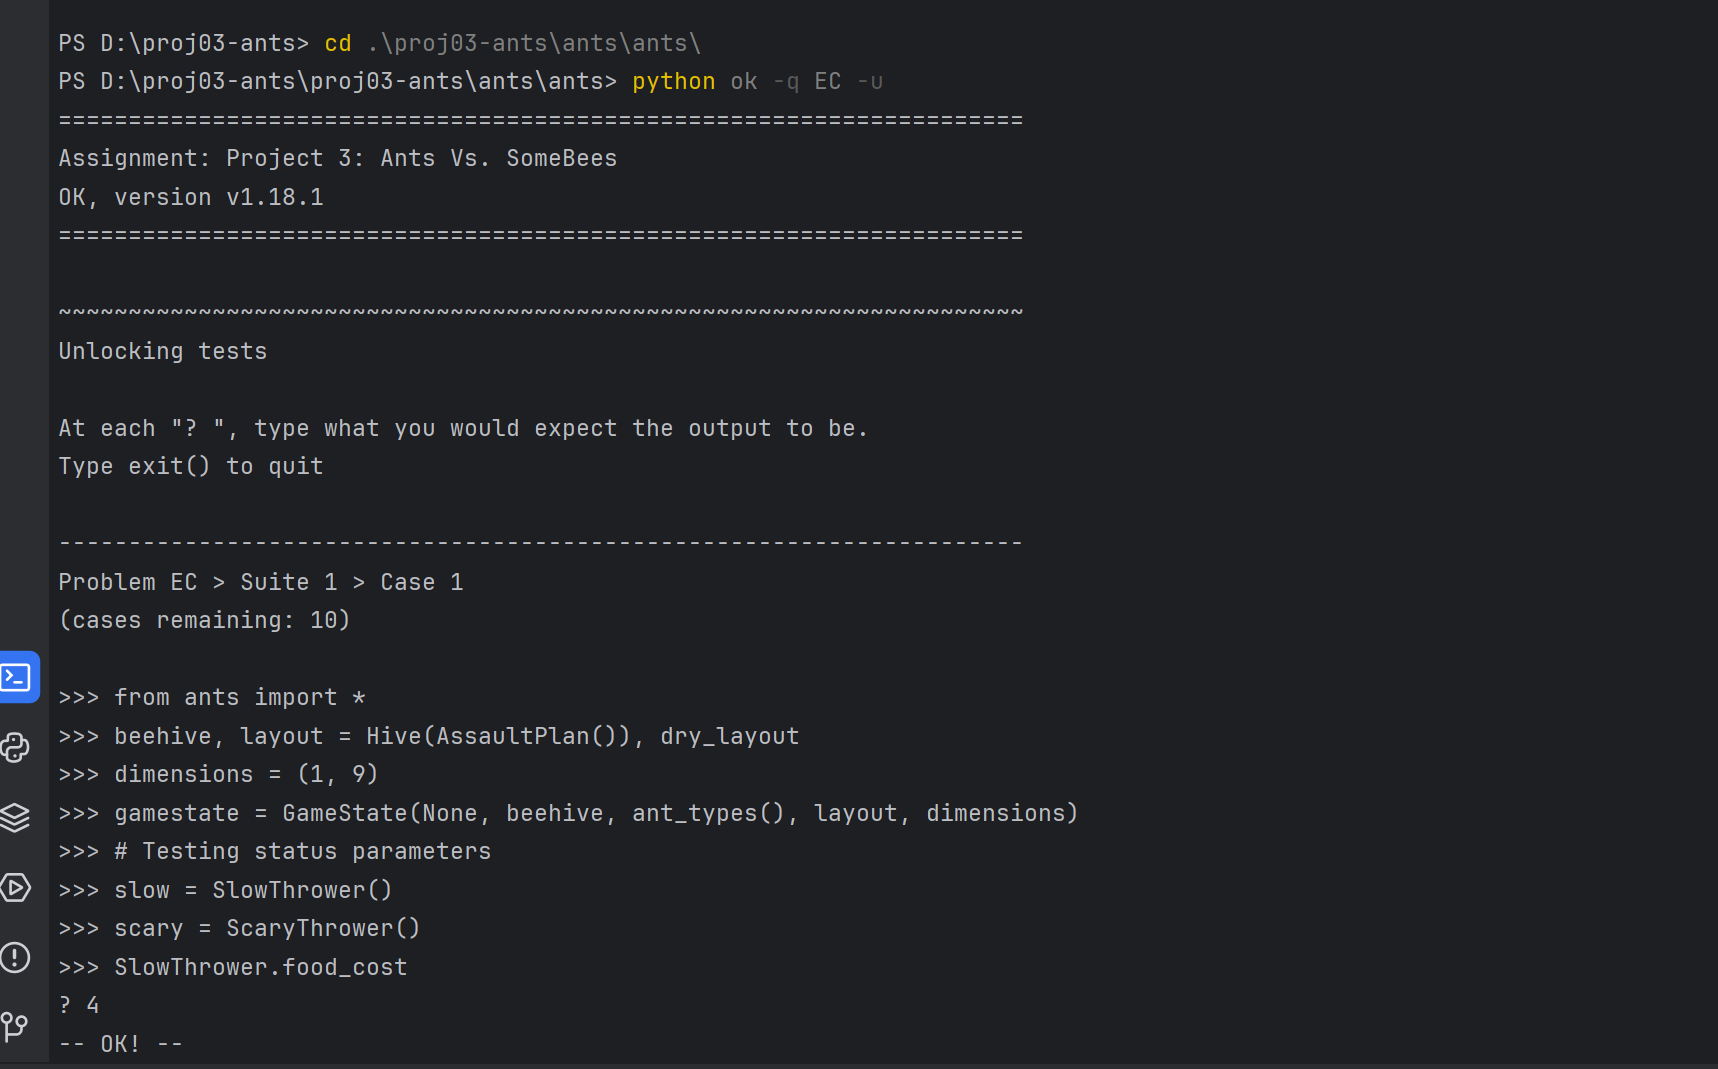 PS D:\proj03-ants> cd .\proj03-ants\ants\ants\
PS D:\proj03-ants\proj03-ants\ants\ants> python ok -q EC -u
=====================================================================
Assignment: Project 3: Ants Vs. SomeBees
OK, version v1.18.1
=====================================================================
~~~~~~~~~~~~~~~~~~~~~~~~~~~~~~~~~~~~~~~~~~~~~~~~~~~~~~~~~~~~~~~~~~~~~
Unlocking tests
At each "? ", type what you would expect the output to be.
Type exit() to quit
---------------------------------------------------------------------
Problem EC > Suite 1 > Case 1
(cases remaining: 10)
>>> from ants import *
>>> beehive, layout = Hive(AssaultPlan()), dry_layout
>>> dimensions = (1, 9)
>>> gamestate = GameState(None, beehive, ant_types(), layout, dimensions)
>>> # Testing status parameters
>>> slow = SlowThrower()
>>> scary = ScaryThrower()
>>> SlowThrower.food_cost
? 4
-- OK! --